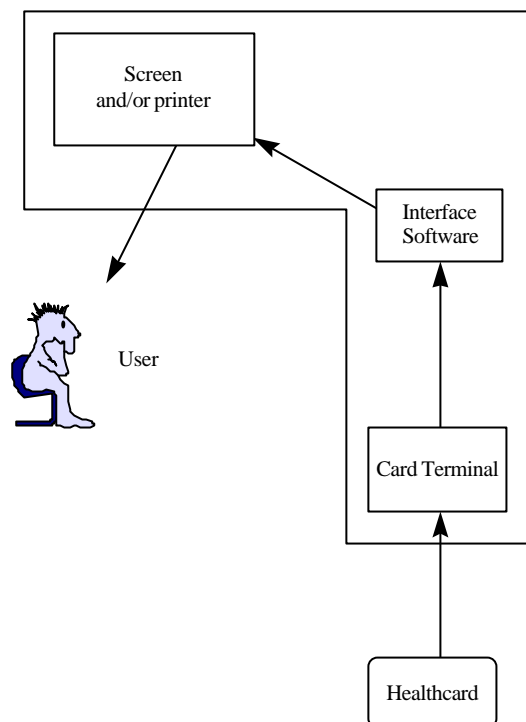 Screen
and/or printer
Interface
Software
User
Card Terminal
Healthcard